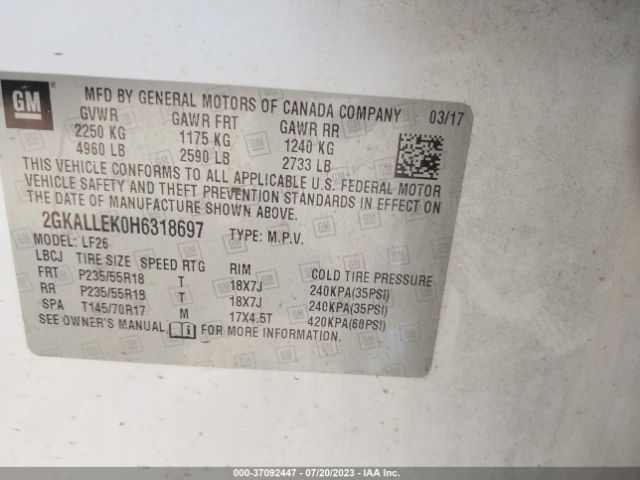 GM
MFD BY GENERAL MOTORS OF CANADA COMPANY 03/17
GVWR GAWR FRT GAWR RR
2250 KG 1175 KG 1240 KG
4960 LB 2590 LB 2733 LB
THIS VEHICLE CONFORMS TO ALL APPLICABLE U.S. FEDERAL MOTOR
VEHICLE SAFETY AND THEFT PREVENTION STANDARDS IN EFFECT ON
THE DATE OF MANUFACTURE SHOWN ABOVE.
2GKALLEK0H6318697 TYPE: M.P.V.
MODEL: LF26
LBCJ TIRE SIZE SPEED RTG RIM COLD TIRE PRESSURE
FRT P235/55R18 T 18X7J 240KPA(35PSI)
RR P235/55R18 T 18X7J 240KPA(35PSI)
SPA T145/70R17 M 17X4.5T 420KPA(60PSI)
SEE OWNER'S MANUAL FOR MORE INFORMATION.
000-37092447 - 07/20/2023 - IAA Inc.